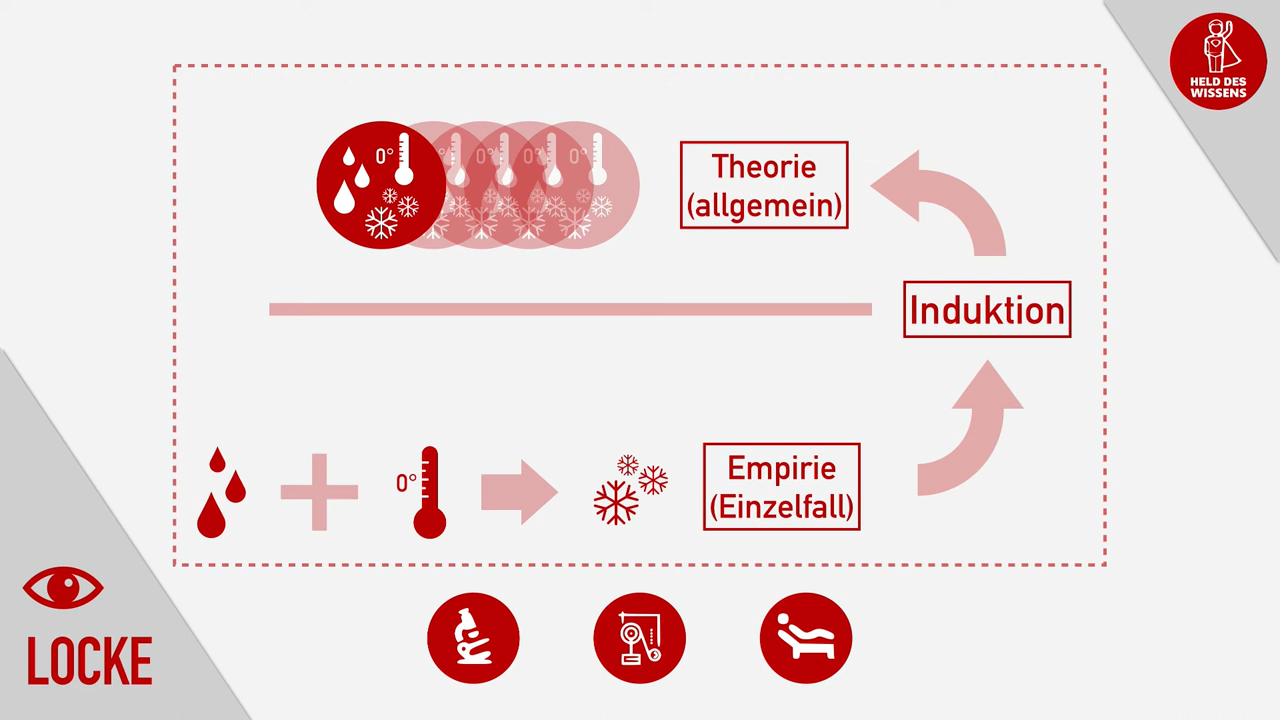 HELD DES
WISSENS
0° 0° 0° 0° 0°
Theorie
(allgemein)
Induktion
0°
Empirie
(Einzelfall)
LOCKE